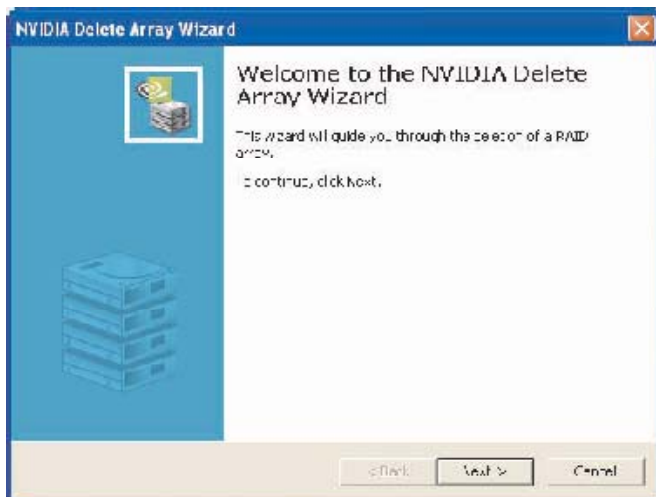 NVIDIA Delete Array Wizard
Welcome to the NVIDIA Delete
Array Wizard
This wizard will guide you through the deletion of a RAID
array.
To continue, click Next.
< Back
Next >
Cancel